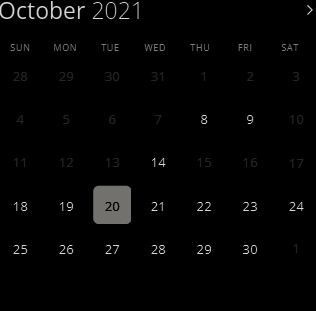 October 2021
SUN MON TUE WED THU FRI SAT
28 29 30 31 1 2 3
4 5 6 7 8 9 10
11 12 13 14 15 16 17
18 19 20 21 22 23 24
25 26 27 28 29 30 1